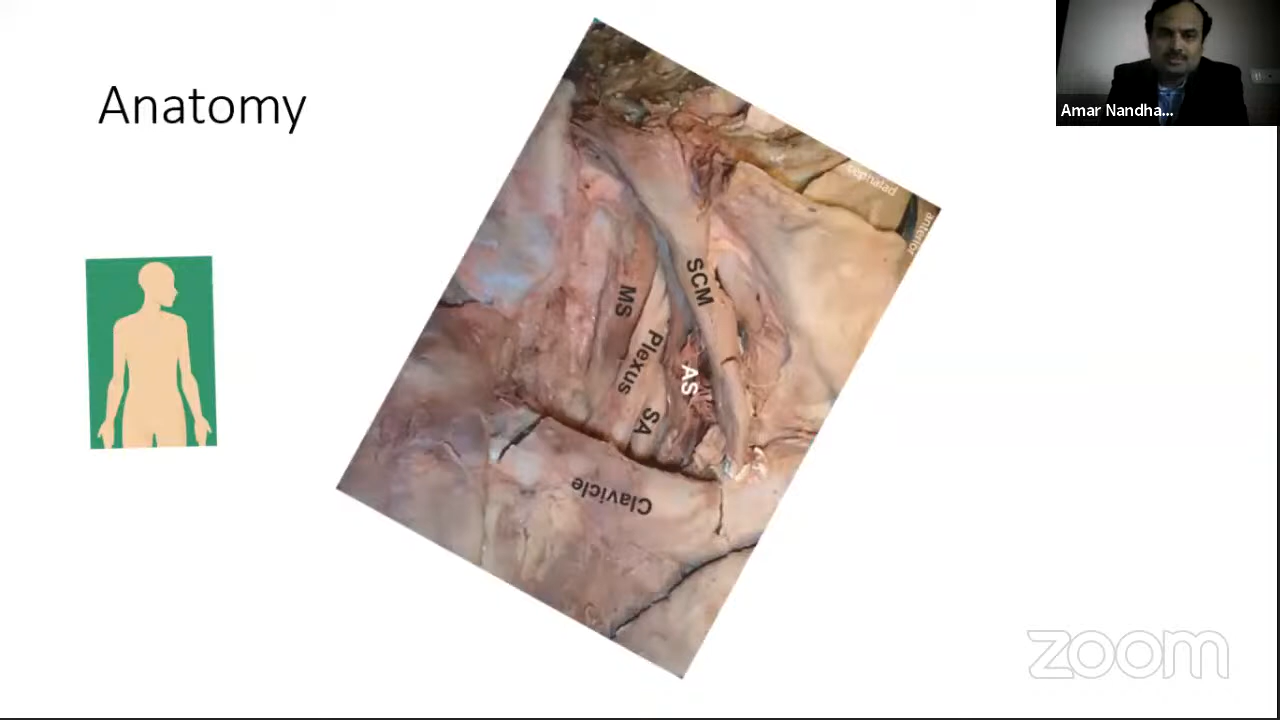 Anatomy
Amar Nandha...
cephalad
anterior
SCM
MS
Plexus
AS
SA
Clavicle
zoom